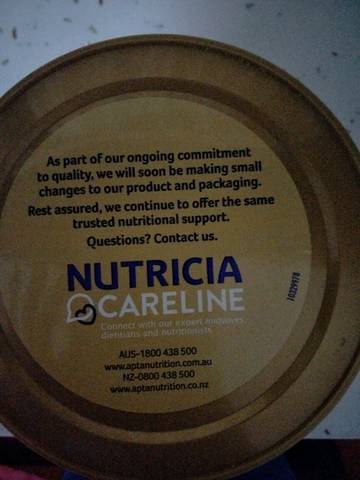 As part of our ongoing commitment
to quality, we will soon be making small
changes to our product and packaging.
Rest assured, we continue to offer the same
trusted nutritional support.
Questions? Contact us.
NUTRICIA
CARELINE
Connect with our expert midwives,
dietitians and nutritionists
AUS-1800 438 500
www.aptanutrition.com.au
NZ-0800 438 500
www.aptanutrition.co.nz